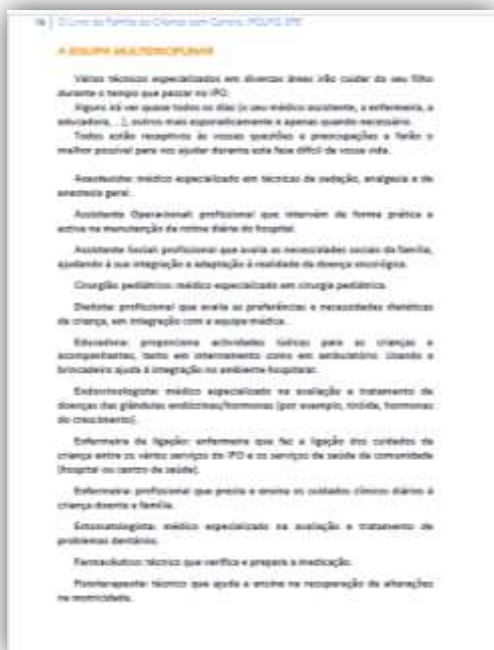 O Livro da Família da Criança com Cancro, IPOLFG, EPE
A EQUIPA MULTIDISCIPLINAR
Vários técnicos especializados em diversas áreas irão cuidar do seu filho
durante o tempo que passar no IPO.
Alguns irá ver quase todos os dias (o seu médico assistente, a enfermeira, a
educadora, ...), outros mais esporadicamente e apenas quando necessário.
Todos estão receptivos às vossas questões e preocupações e farão o
melhor possível para vos ajudar durante esta fase difícil da vossa vida.
Anestesista: médico especializado em técnicas de sedação, analgesia e de
anestesia geral.
Assistente Operacional: profissional que intervém de forma prática e
activa na manutenção da rotina diária do hospital.
Assistente Social: profissional que avalia as necessidades sociais da família,
ajudando à sua integração e adaptação à realidade da doença oncológica.
Cirurgião pediátrico: médico especializado em cirurgia pediátrica.
Dietista: profissional que avalia as preferências e necessidades dietéticas
da criança, em integração com a equipa médica.
Educadora: proporciona actividades lúdicas para as crianças e
acompanhantes, tanto em internamento como em ambulatório. Usando a
brincadeira ajuda à integração no ambiente hospitalar.
Endocrinologista: médico especializado na avaliação e tratamento de
doenças das glândulas endócrinas/hormonas (por exemplo, tiróide, hormonas
do crescimento).
Enfermeira de ligação: enfermeira que faz a ligação dos cuidados da
criança entre os vários serviços do IPO e os serviços de saúde da comunidade
(hospital ou centro de saúde).
Enfermeira: profissional que presta e ensina os cuidados clínicos diários à
criança doente e família.
Estomatologista: médico especializado na avaliação e tratamento de
problemas dentários.
Farmacêutico: técnico que verifica e prepara a medicação.
Fisioterapeuta: técnico que ajuda e ensina na recuperação de alterações
na motricidade.